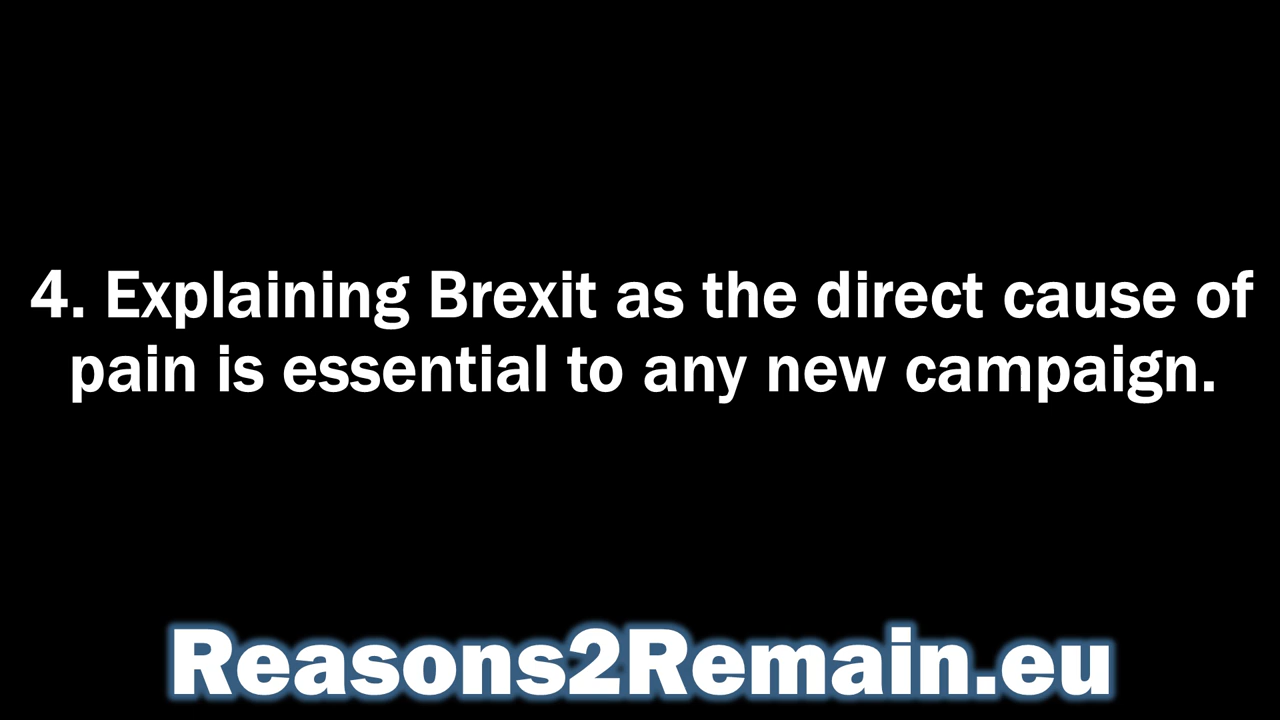 4. Explaining Brexit as the direct cause of
pain is essential to any new campaign.
Reasons2Remain.eu